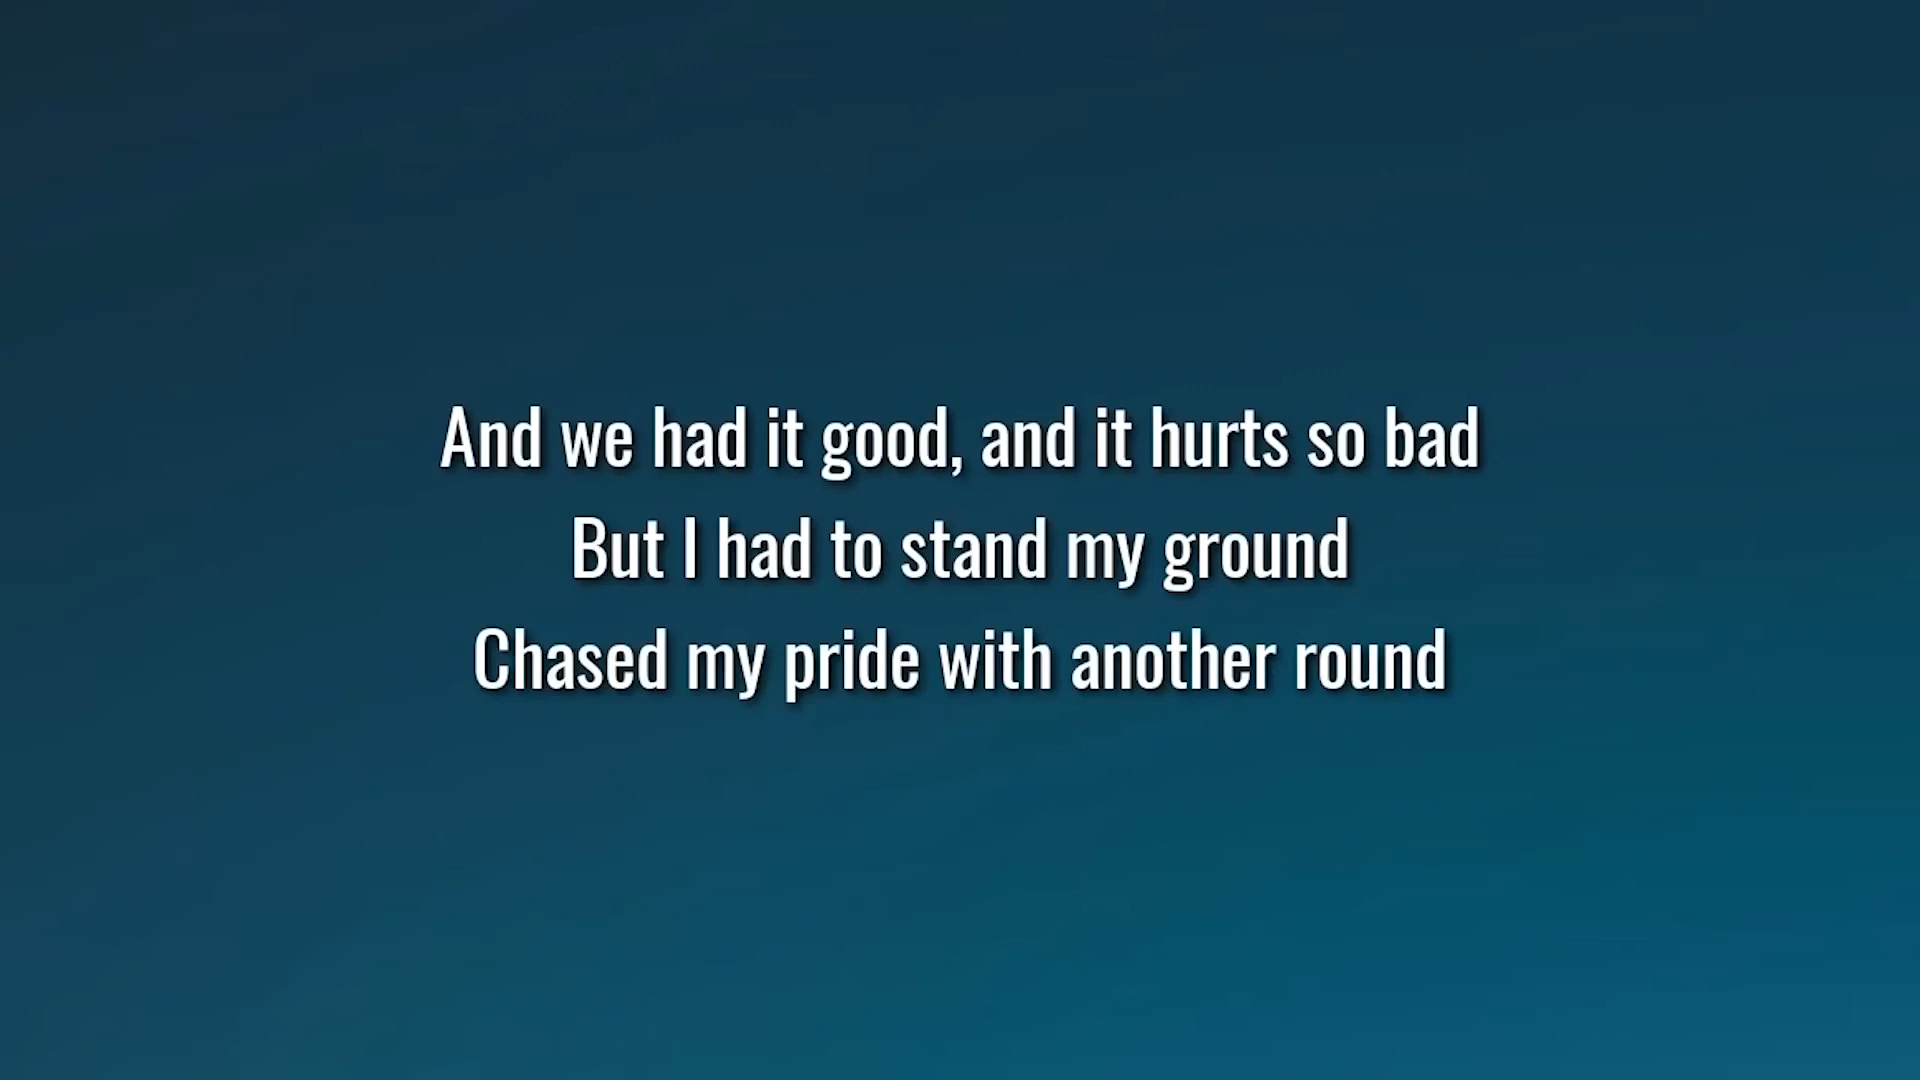 And we had it good, and it hurts so bad
But I had to stand my ground
Chased my pride with another round